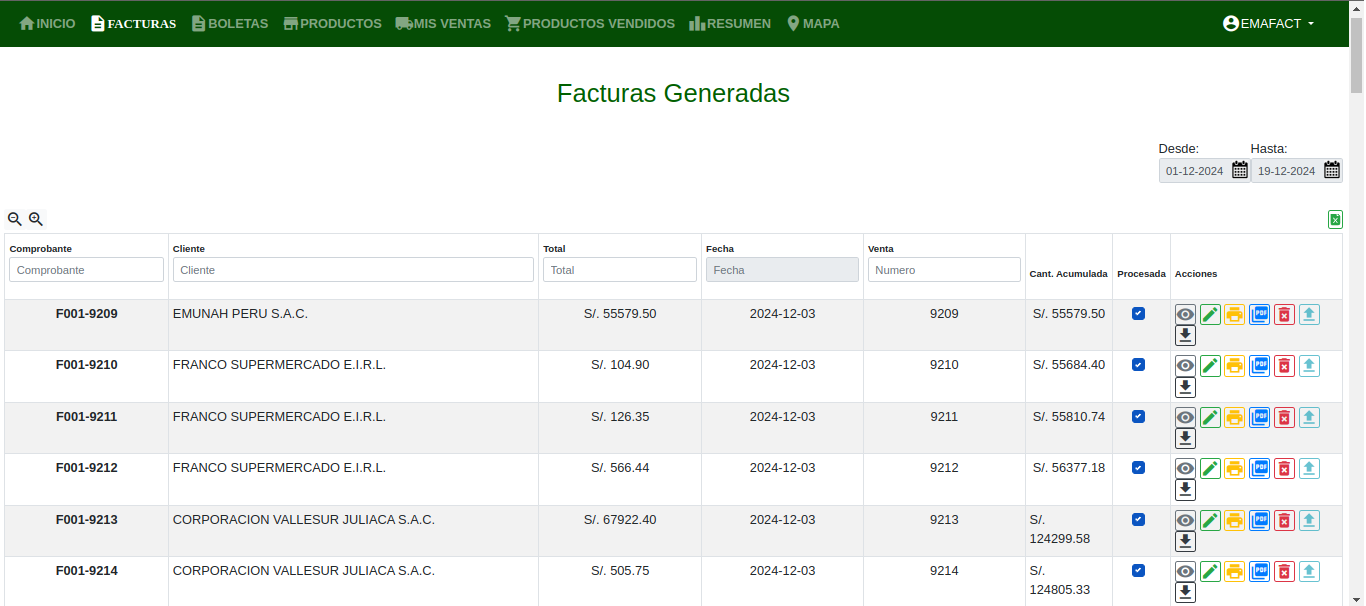 INICIO FACTURAS BOLETAS PRODUCTOS MIS VENTAS PRODUCTOS VENDIDOS RESUMEN MAPA EMAFACT
Facturas Generadas
Desde: Hasta:
01-12-2024 19-12-2024
Comprobante Cliente Total Fecha Venta
Comprobante Cliente Total Fecha Numero
Cant. Acumulada Procesada Acciones
F001-9209 EMUNAH PERU S.A.C. S/. 55579.50 2024-12-03 9209 S/. 55579.50 PDF
F001-9210 FRANCO SUPERMERCADO E.I.R.L. S/. 104.90 2024-12-03 9210 S/. 55684.40 PDF
F001-9211 FRANCO SUPERMERCADO E.I.R.L. S/. 126.35 2024-12-03 9211 S/. 55810.74 PDF
F001-9212 FRANCO SUPERMERCADO E.I.R.L. S/. 566.44 2024-12-03 9212 S/. 56377.18 PDF
F001-9213 CORPORACION VALLESUR JULIACA S.A.C. S/. 67922.40 2024-12-03 9213 S/. PDF
124299.58
F001-9214 CORPORACION VALLESUR JULIACA S.A.C. S/. 505.75 2024-12-03 9214 S/. PDF
124805.33